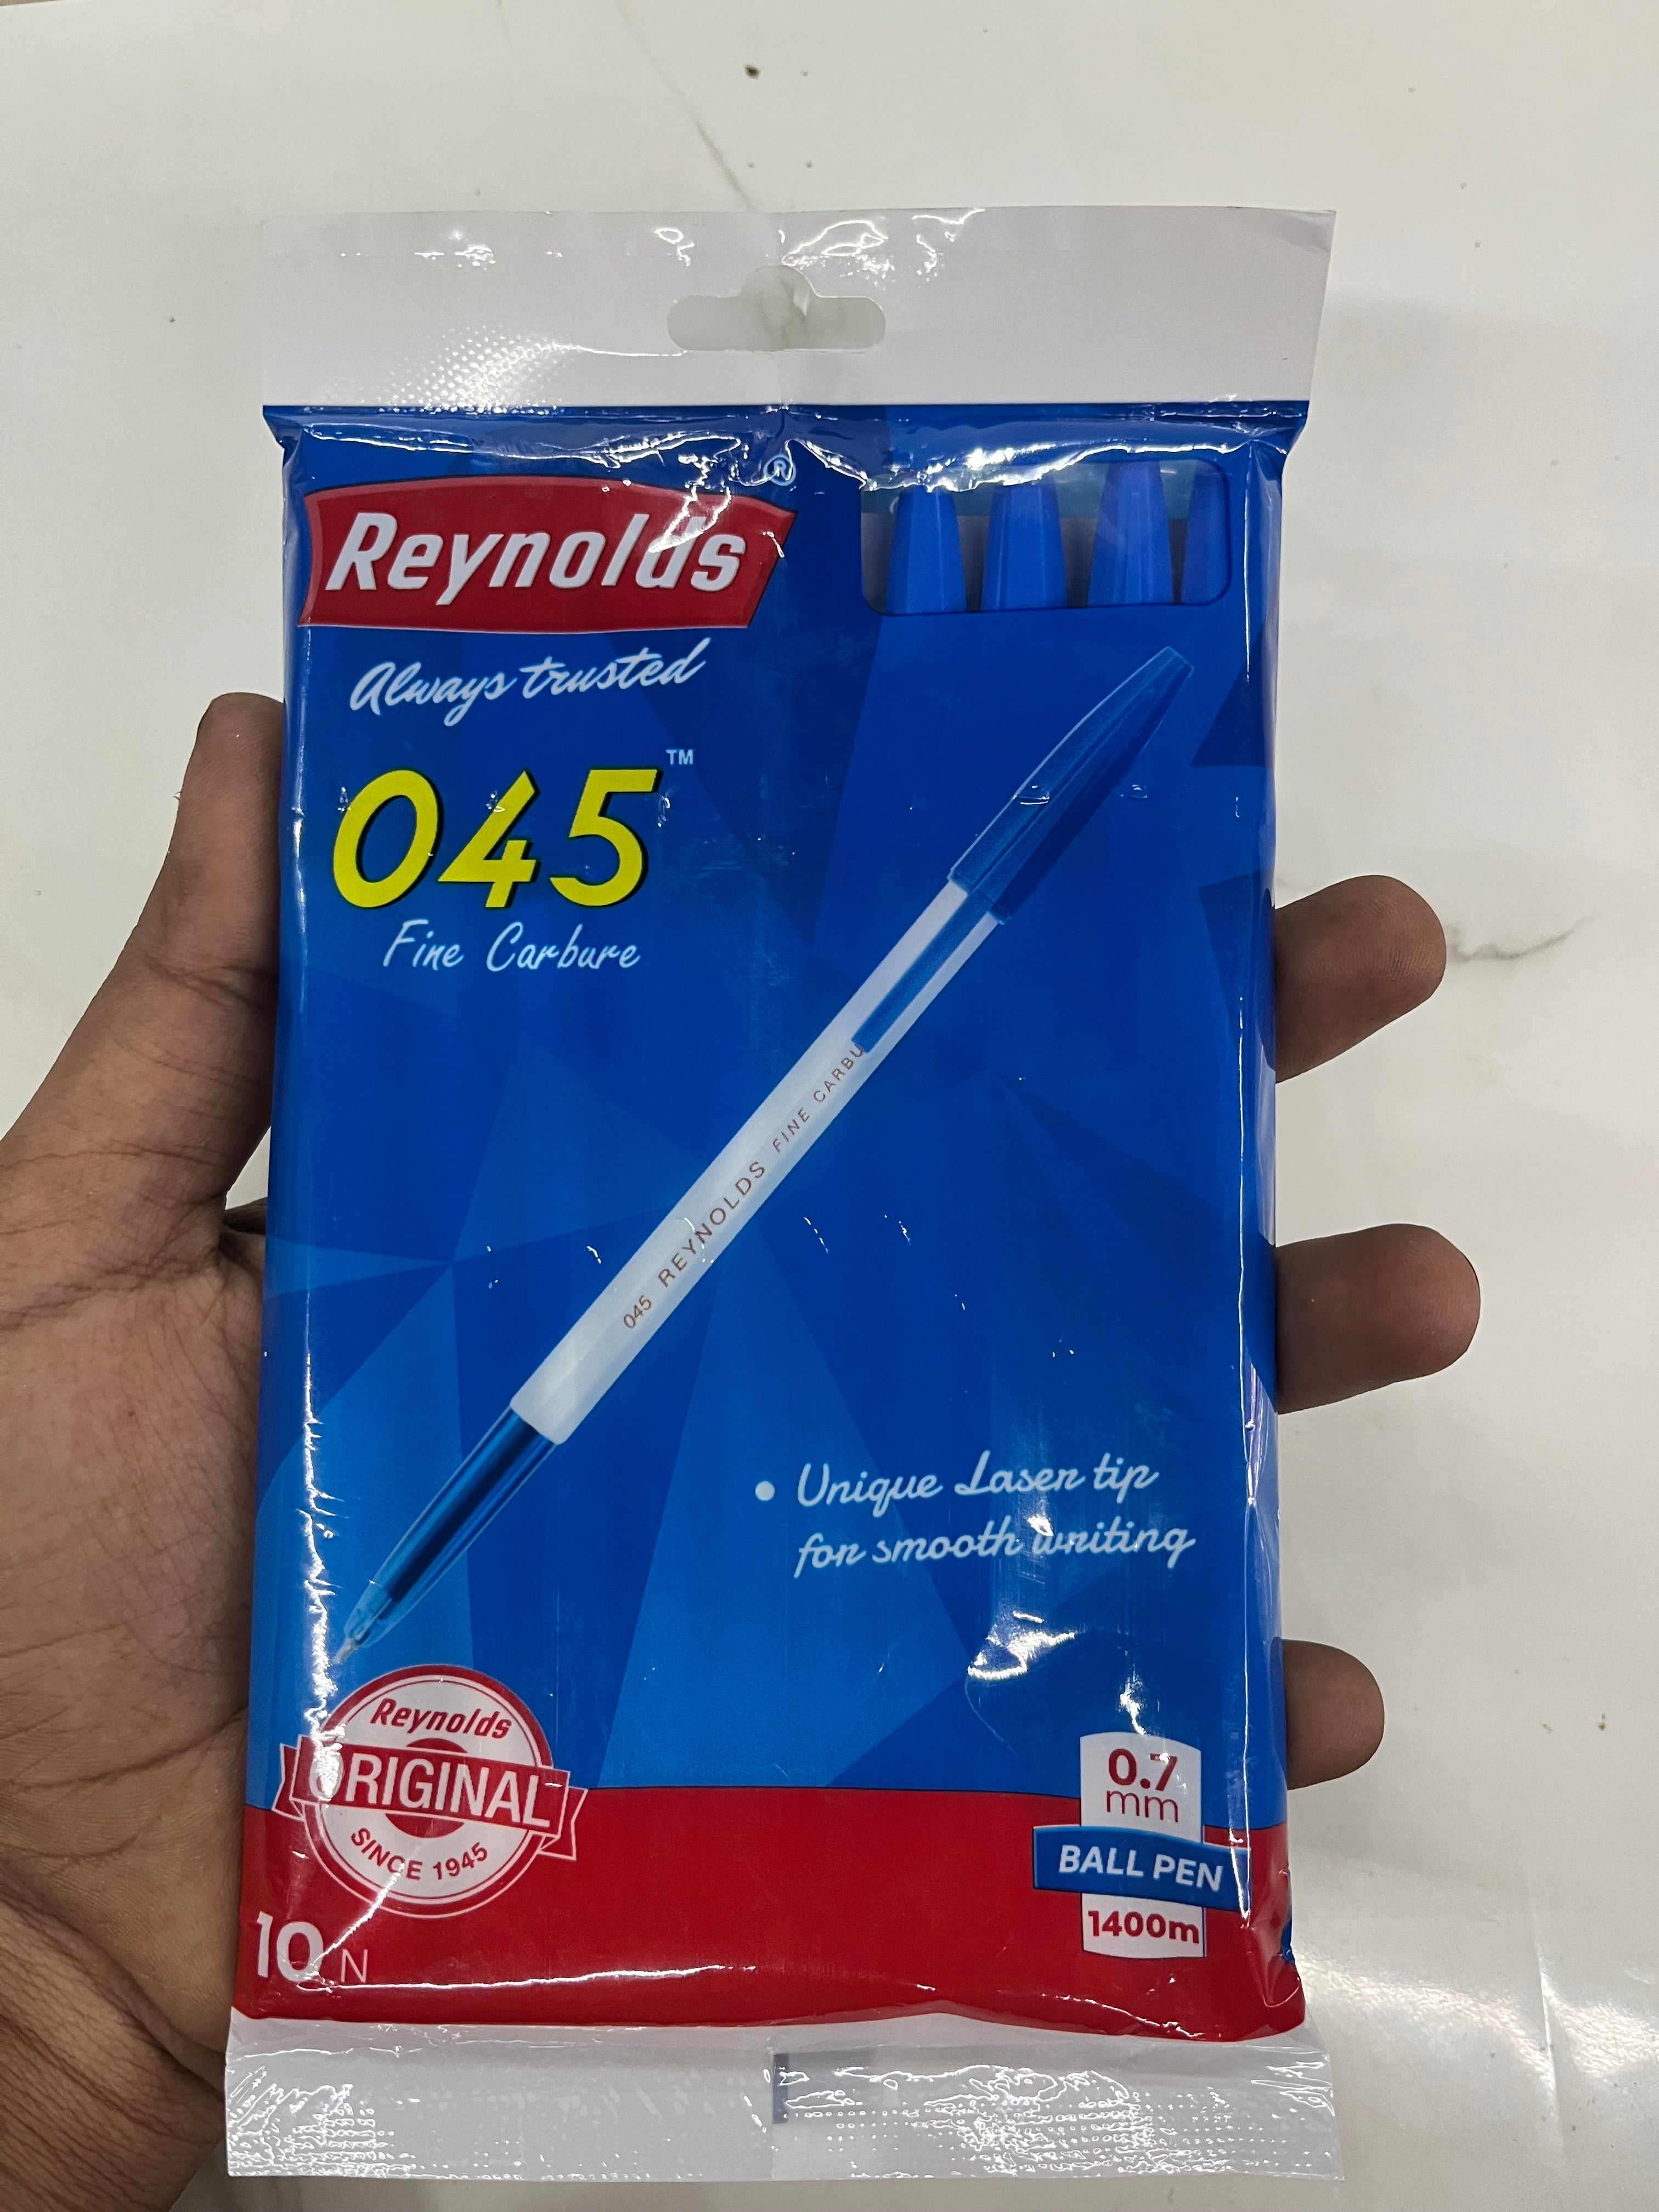 Reynolds®
Always trusted
045™
Fine Carbure
045 REYNOLDS FINE CARBU
• Unique Laser tip
for smooth writing
Reynolds
ORIGINAL
SINCE 1945
0.7
mm
BALL PEN
1400m
10 N